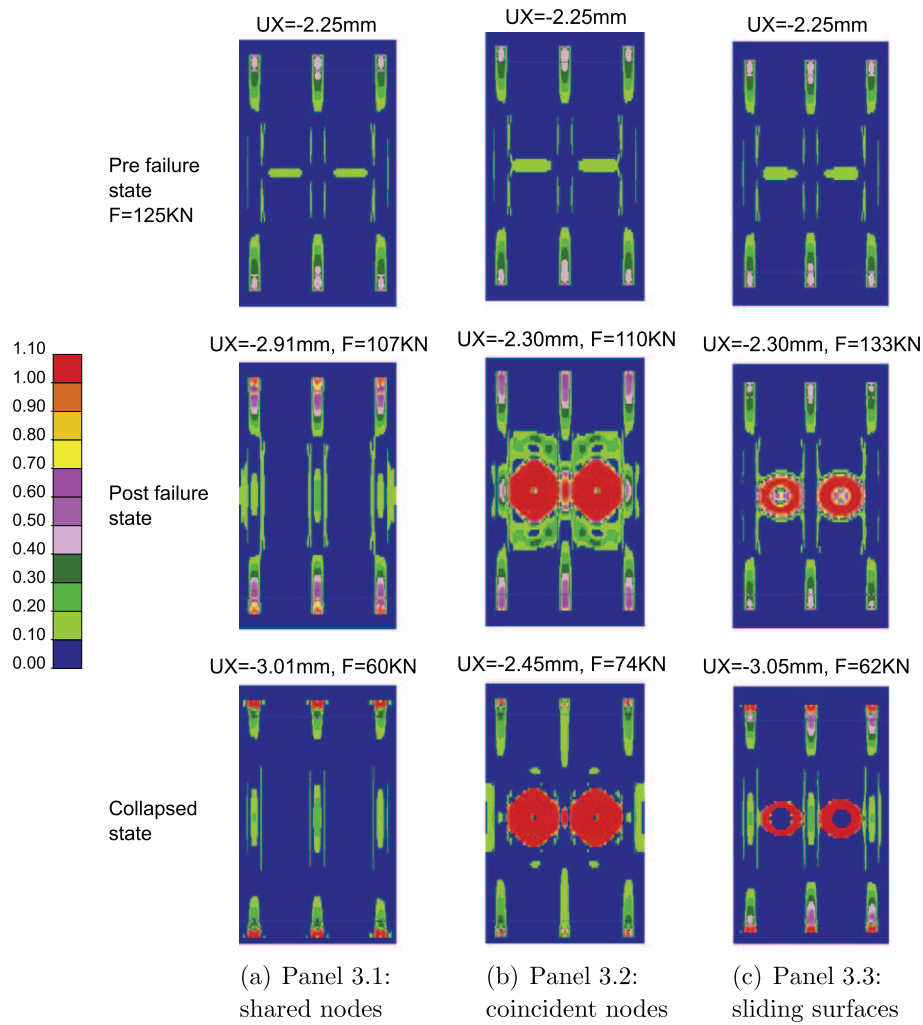 UX=-2.25mm
UX=-2.25mm
UX=-2.25mm
Pre failure
state
F=125KN
UX=-2.91mm, F=107KN
UX=-2.30mm, F=110KN
UX=-2.30mm, F=133KN
1.10
1.00
0.90
0.80
0.70
0.60
0.50
0.40
0.30
0.20
0.10
0.00
Post failure
state
UX=-3.01mm, F=60KN
UX=-2.45mm, F=74KN
UX=-3.05mm, F=62KN
Collapsed
state
(a) Panel 3.1:
shared nodes
(b) Panel 3.2:
coincident nodes
(c) Panel 3.3:
sliding surfaces